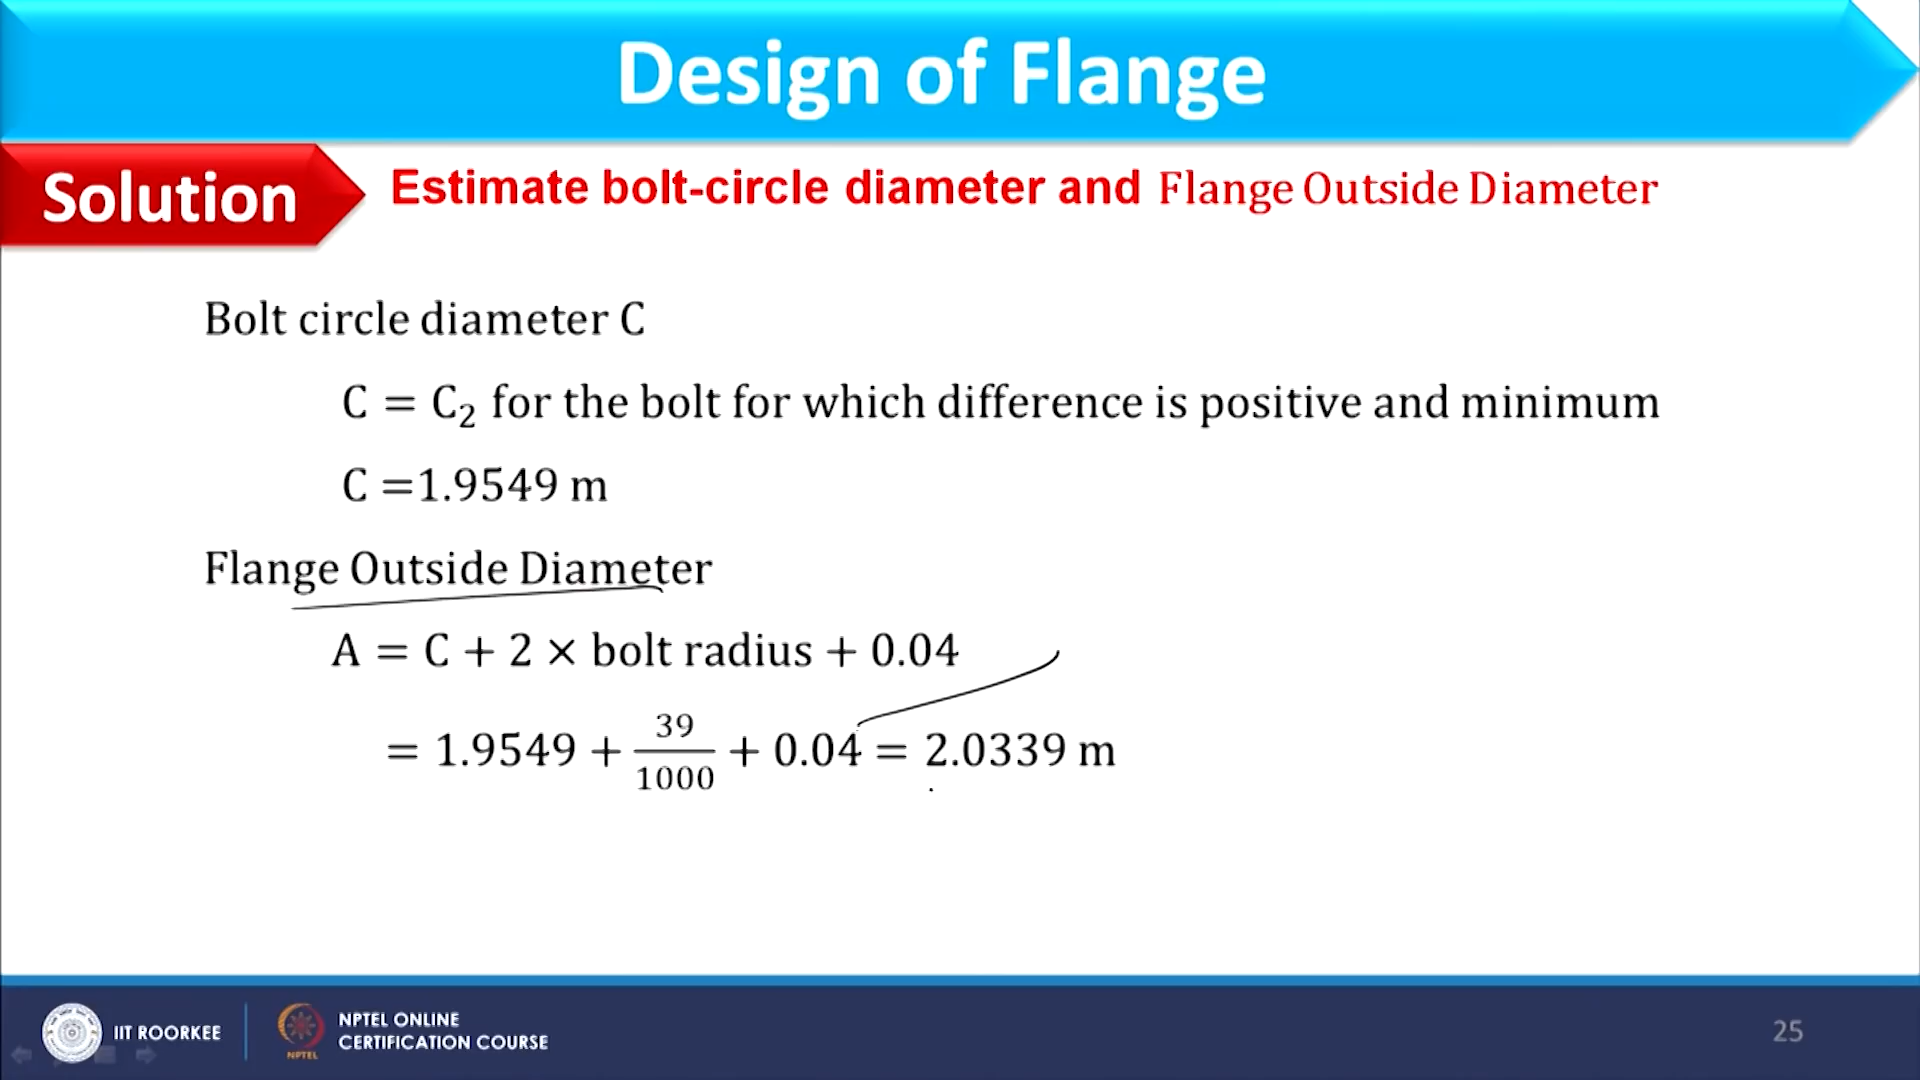 Design of Flange
Solution
Estimate bolt-circle diameter and Flange Outside Diameter
Bolt circle diameter C
C = C₂ for the bolt for which difference is positive and minimum
C =1.9549 m
Flange Outside Diameter
A = C + 2 × bolt radius + 0.04
= 1.9549 + 39/1000 + 0.04 = 2.0339 m
IIT ROORKEE
NPTEL
NPTEL ONLINE
CERTIFICATION COURSE
25